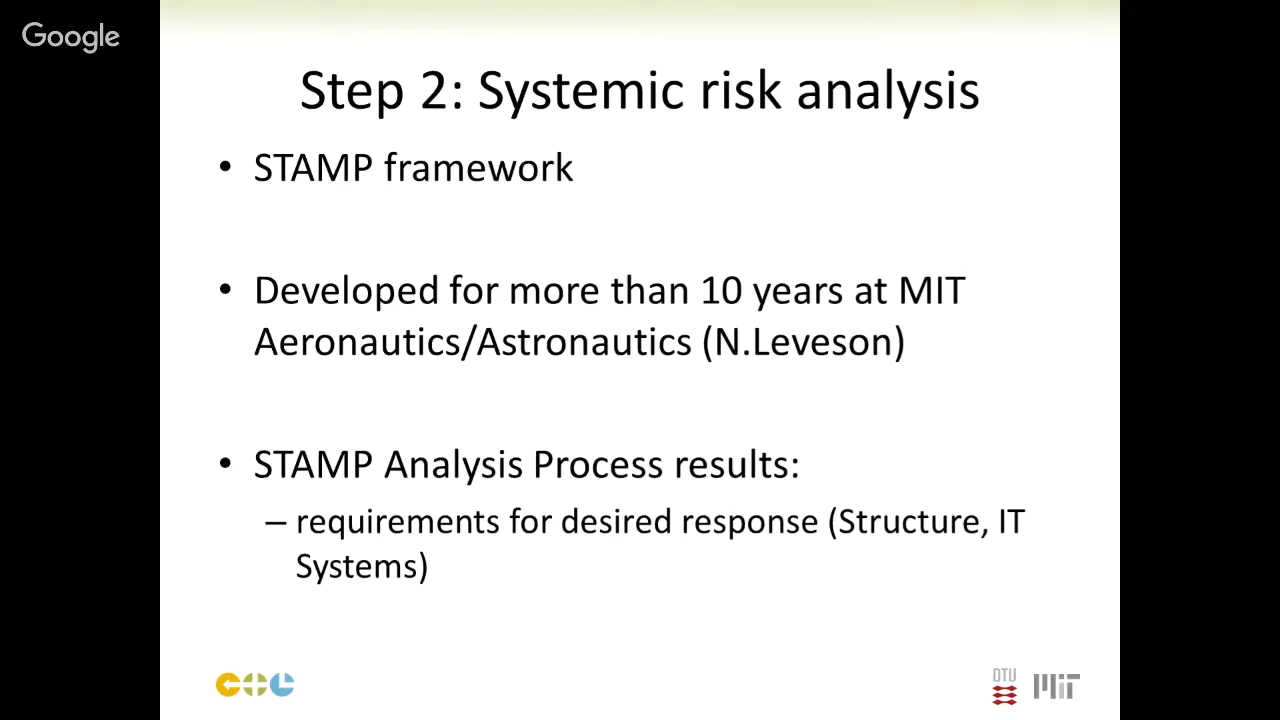 Google
Step 2: Systemic risk analysis
• STAMP framework
• Developed for more than 10 years at MIT
Aeronautics/Astronautics (N.Leveson)
• STAMP Analysis Process results:
– requirements for desired response (Structure, IT
Systems)
DTU
MIT